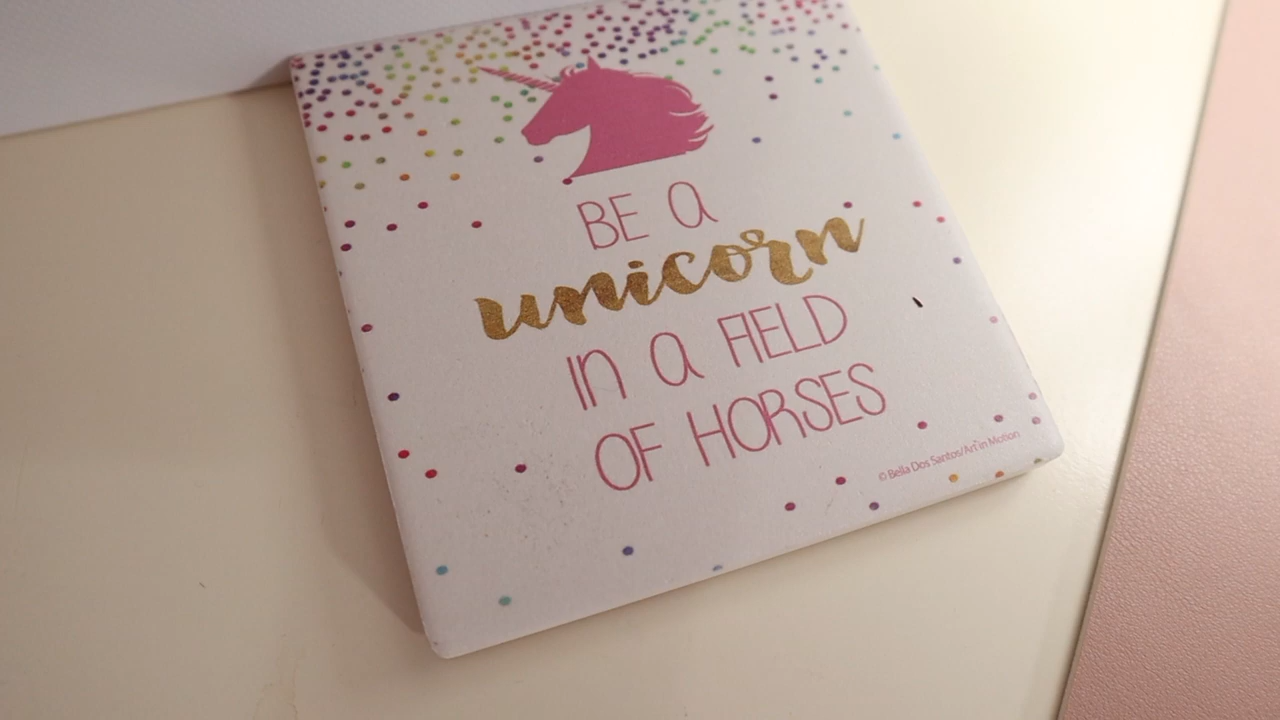 BE A
unicorn
IN A FIELD
OF HORSES
© Bella Dos Santos/Art in Motion